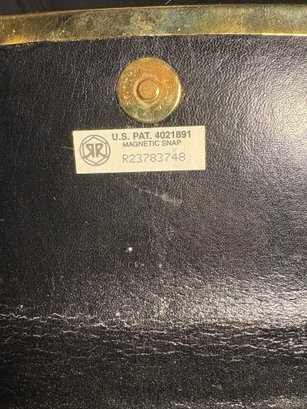 U.S. PAT. 4021891
MAGNETIC SNAP
R23783748